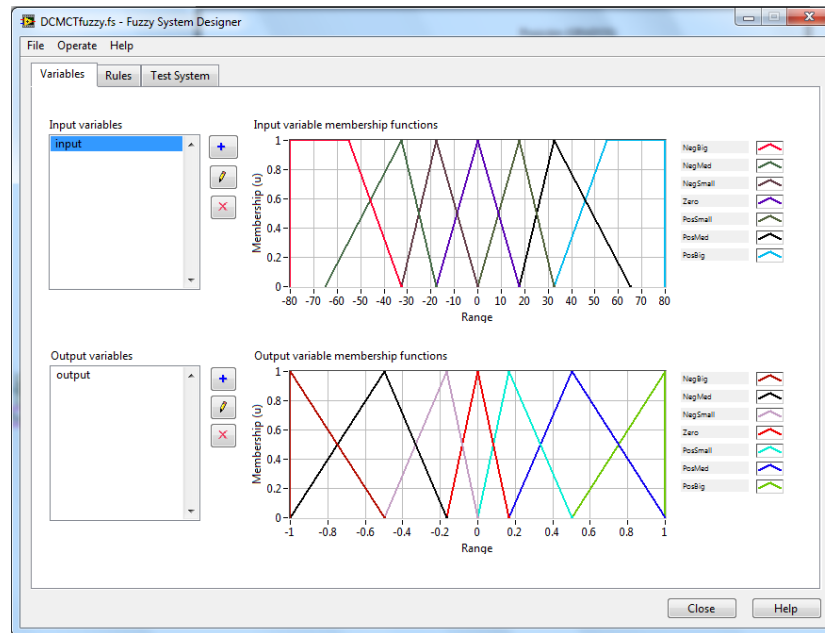 DCMCTfuzzy.fs - Fuzzy System Designer
File Operate Help
Variables Rules Test System
Input variables
input
Input variable membership functions
Membership (u)
1
0.8
0.6
0.4
0.2
0
-80 -70 -60 -50 -40 -30 -20 -10 0 10 20 30 40 50 60 70 80
Range
NegBig
NegMed
NegSmall
Zero
PosSmall
PosMed
PosBig
Output variables
output
Output variable membership functions
Membership (u)
1
0.8
0.6
0.4
0.2
0
-1 -0.8 -0.6 -0.4 -0.2 0 0.2 0.4 0.6 0.8 1
Range
NegBig
NegMed
NegSmall
Zero
PosSmall
PosMed
PosBig
Close Help